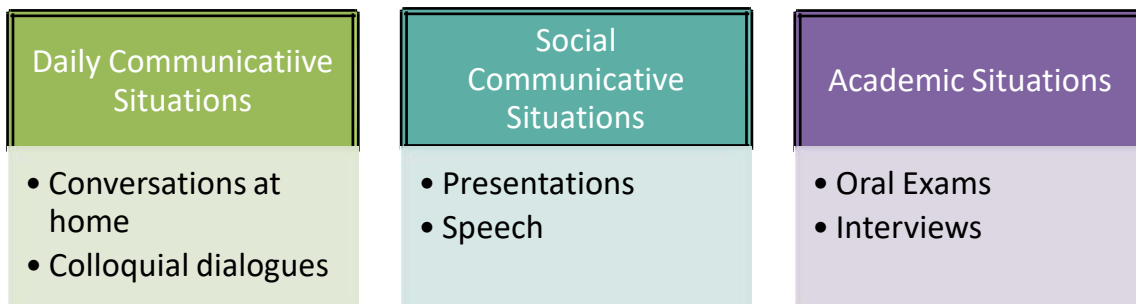 Daily Communicatiive
Situations
• Conversations at
home
• Colloquial dialogues
Social
Communicative
Situations
• Presentations
• Speech
Academic Situations
• Oral Exams
• Interviews